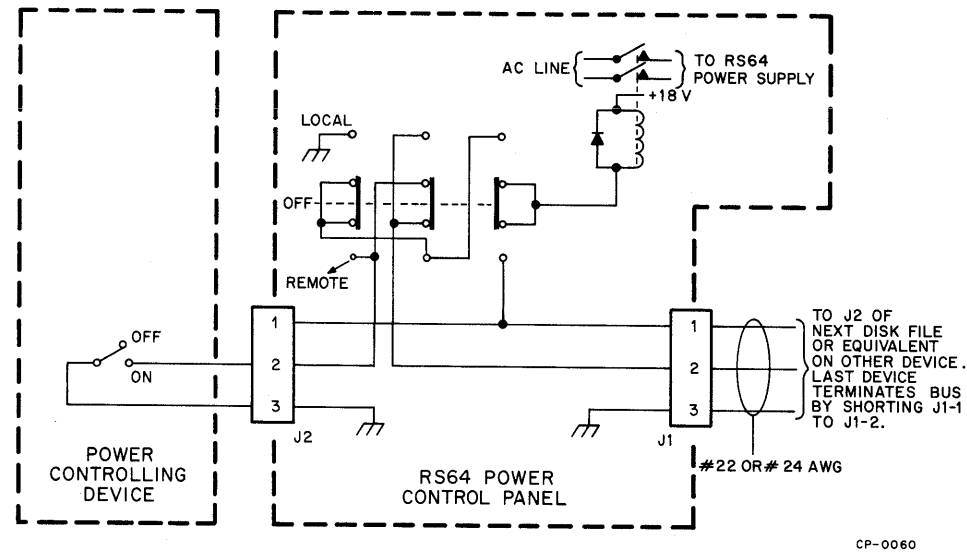 AC LINE
TO RS64
POWER SUPPLY
+18V
LOCAL
OFF
REMOTE
OFF
ON
1
2
3
J2
1
2
3
J1
TO J2 OF
NEXT DISK FILE
OR EQUIVALENT
ON OTHER DEVICE.
LAST DEVICE
TERMINATES BUS
BY SHORTING J1-1
TO J1-2.
#22 OR #24 AWG
POWER
CONTROLLING
DEVICE
RS64 POWER
CONTROL PANEL
CP-0060